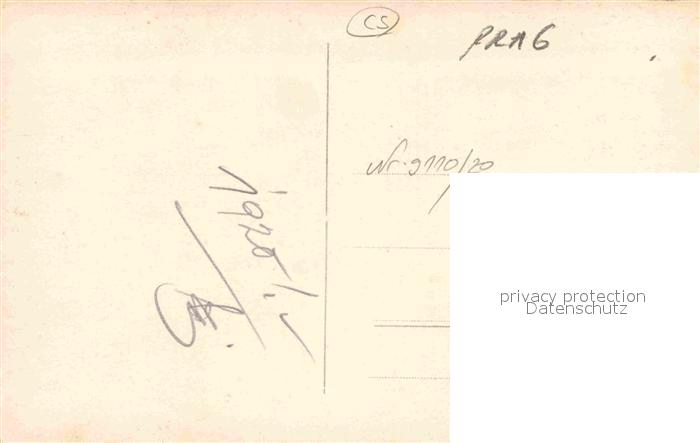 CS
PRAG
Nr. 9110/20
1920
privacy protection
Datenschutz